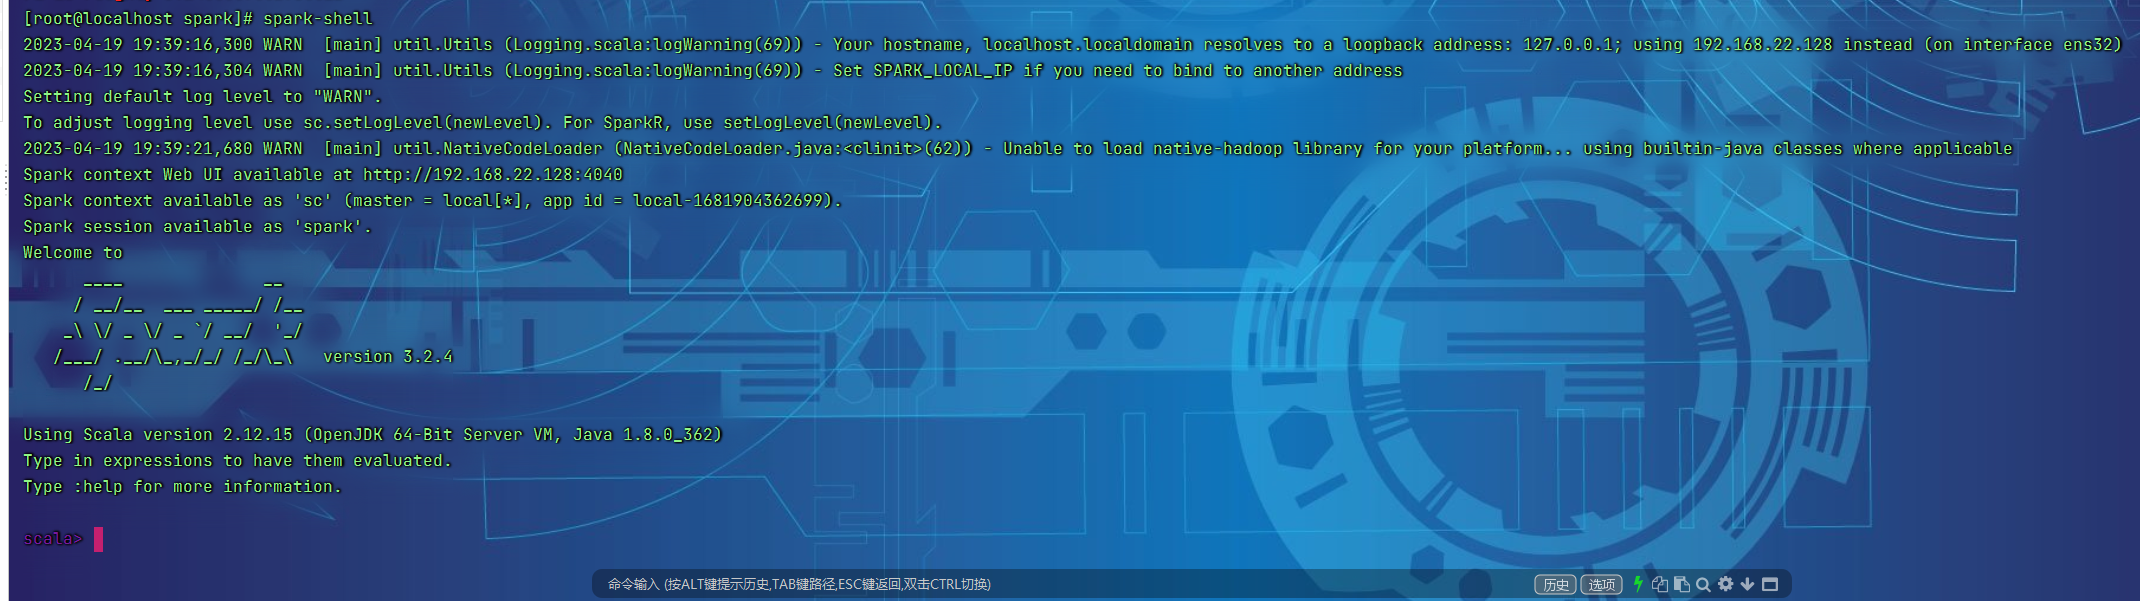 [root@localhost spark]# spark-shell
2023-04-19 19:39:16,300 WARN  [main] util.Utils (Logging.scala:logWarning(69)) - Your hostname, localhost.localdomain resolves to a loopback address: 127.0.0.1; using 192.168.22.128 instead (on interface ens32)
2023-04-19 19:39:16,304 WARN  [main] util.Utils (Logging.scala:logWarning(69)) - Set SPARK_LOCAL_IP if you need to bind to another address
Setting default log level to "WARN".
To adjust logging level use sc.setLogLevel(newLevel). For SparkR, use setLogLevel(newLevel).
2023-04-19 19:39:21,680 WARN  [main] util.NativeCodeLoader (NativeCodeLoader.java:<clinit>(62)) - Unable to load native-hadoop library for your platform... using builtin-java classes where applicable
Spark context Web UI available at http://192.168.22.128:4040
Spark context available as 'sc' (master = local[*], app id = local-1681904362699).
Spark session available as 'spark'.
Welcome to
      ____              __
     / __/__  ___ _____/ /__
    _\ \/ _ \/ _ `/ __/  '_/
   /___/ .__/\_,_/_/ /_/\_\   version 3.2.4
      /_/
Using Scala version 2.12.15 (OpenJDK 64-Bit Server VM, Java 1.8.0_362)
Type in expressions to have them evaluated.
Type :help for more information.
scala>
命令输入 (按ALT键提示历史,TAB键路径,ESC键返回,双击CTRL切换) 历史 选项